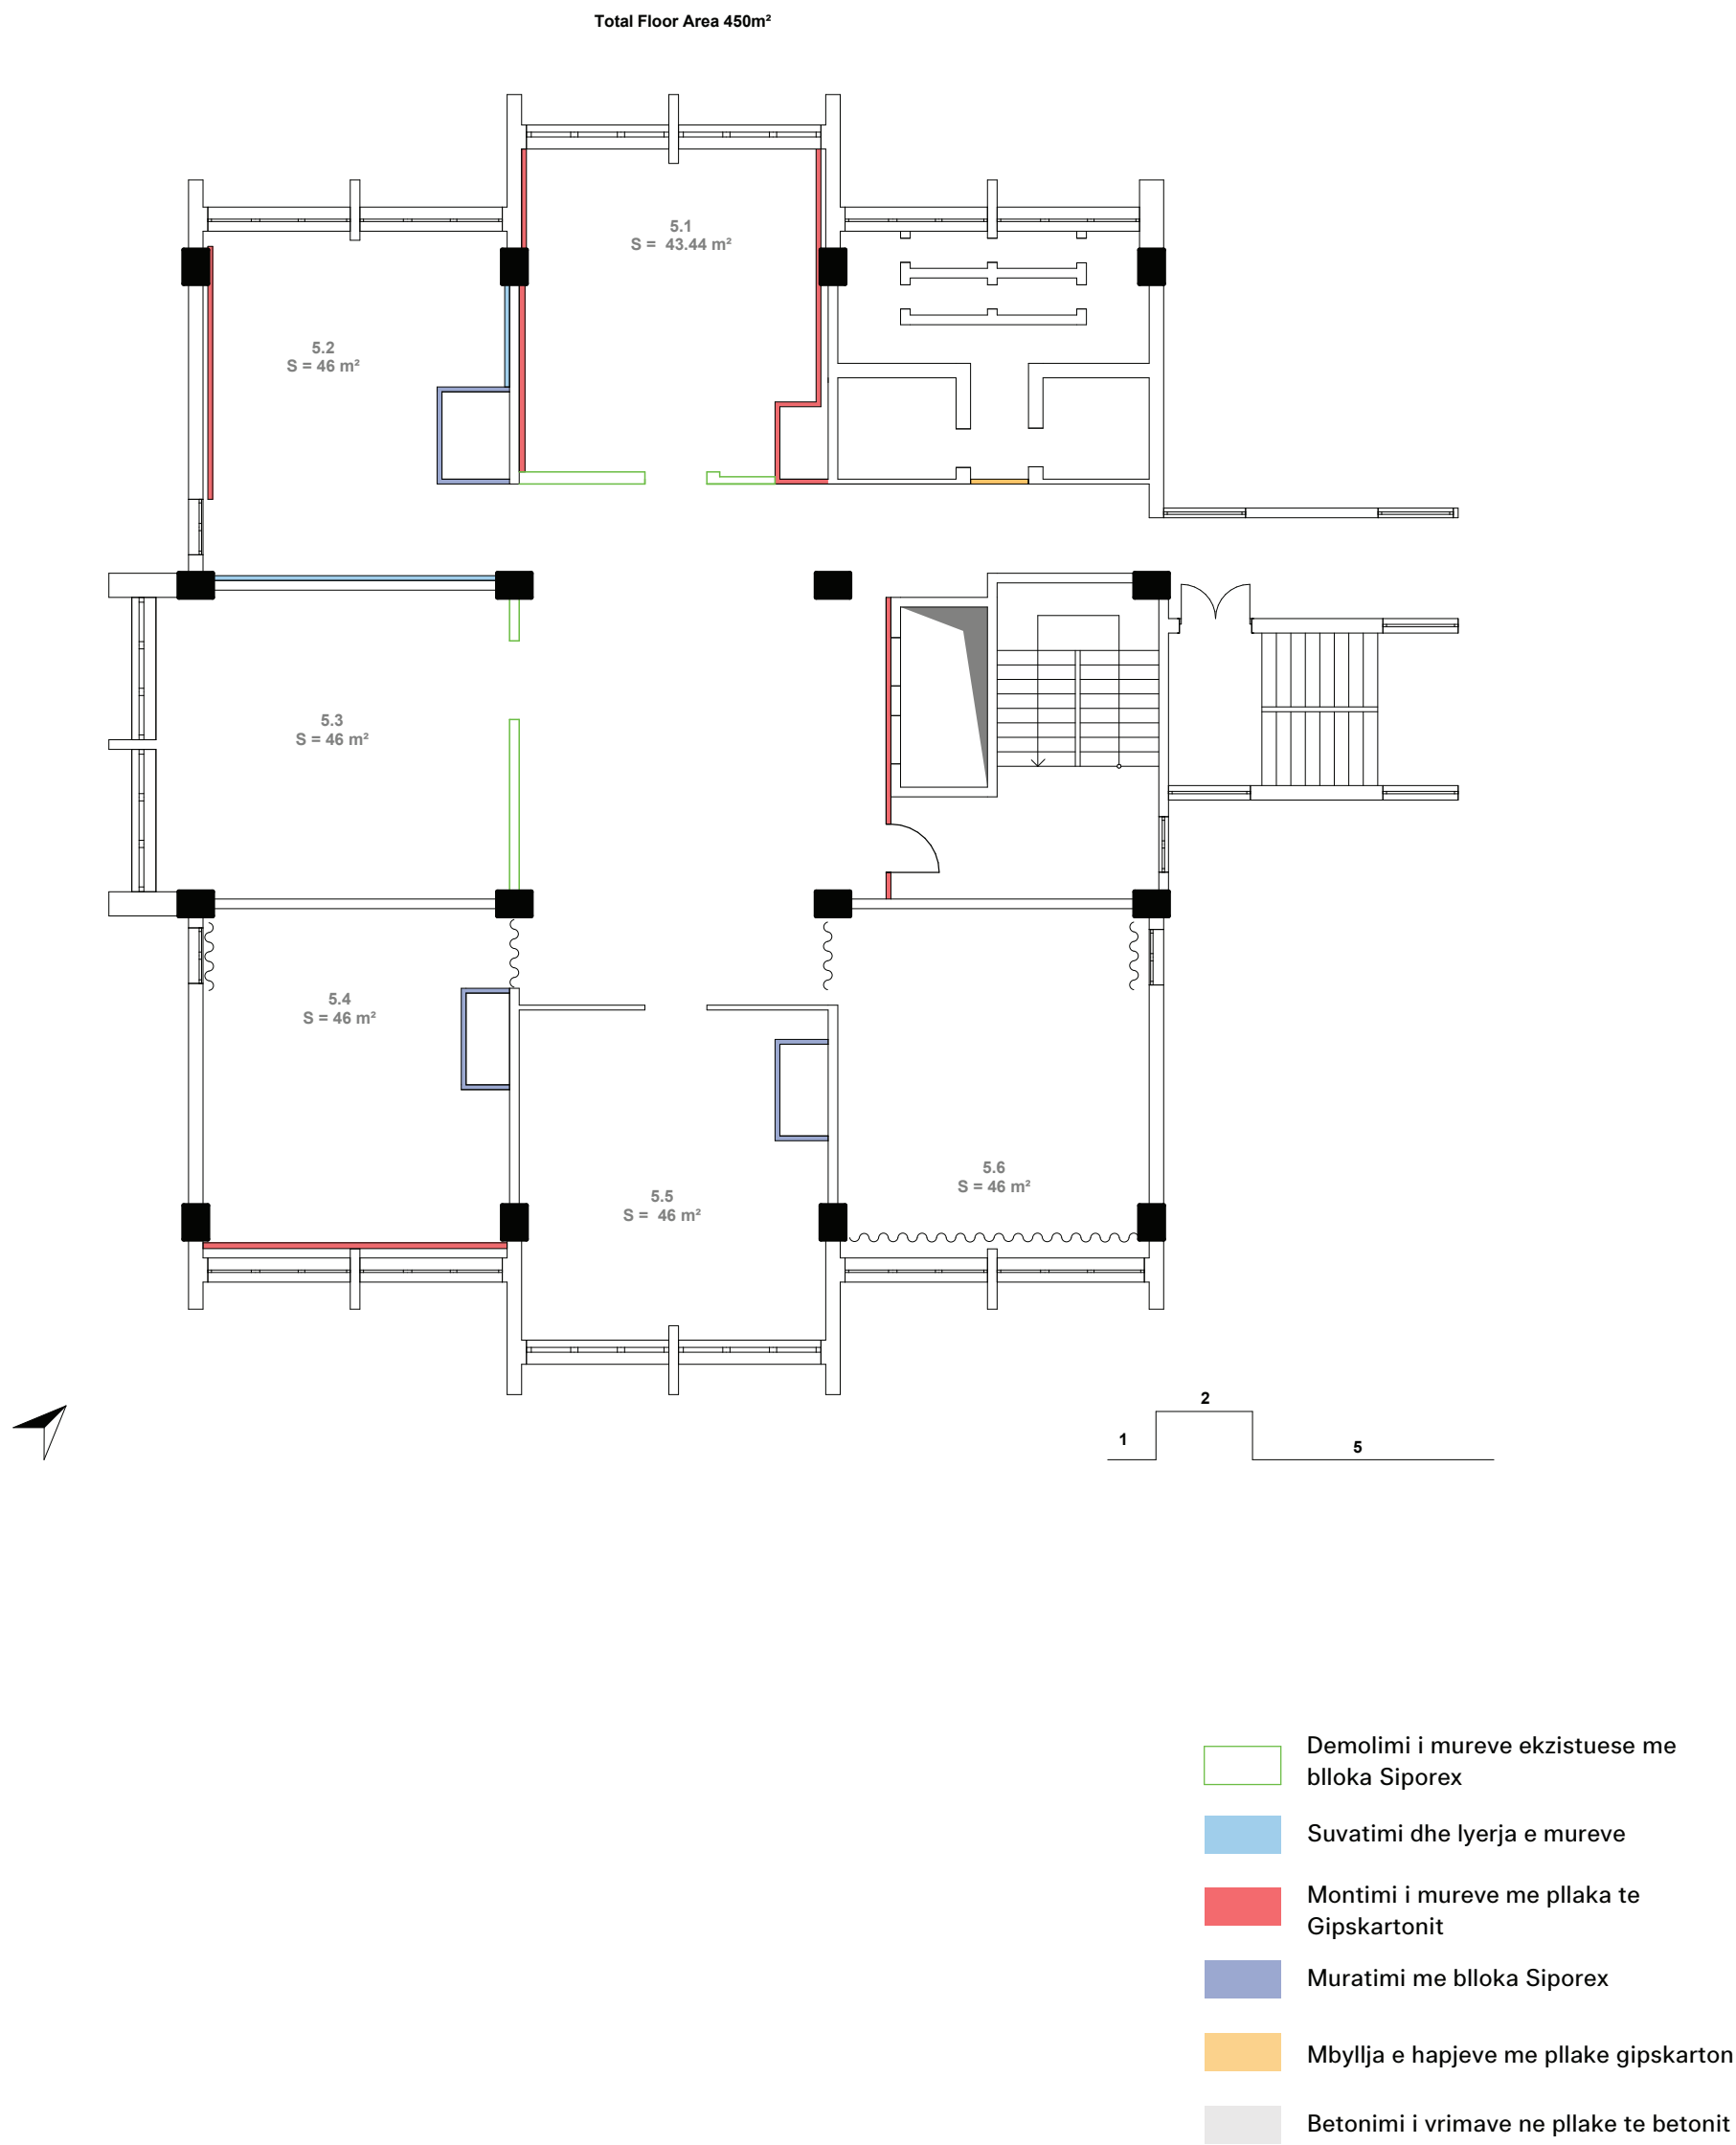 Total Floor Area 450m²
5.1
S = 43.44 m²
5.2
S = 46 m²
5.3
S = 46 m²
5.4
S = 46 m²
5.6
S = 46 m²
5.5
S = 46 m²
2
1
5
Demolimi i mureve ekzistuese me
blloka Siporex
Suvatimi dhe lyerja e mureve
Montimi i mureve me pllaka te
Gipskartonit
Muratimi me blloka Siporex
Mbyllja e hapjeve me pllake gipskarton
Betonimi i vrimave ne pllake te betonit